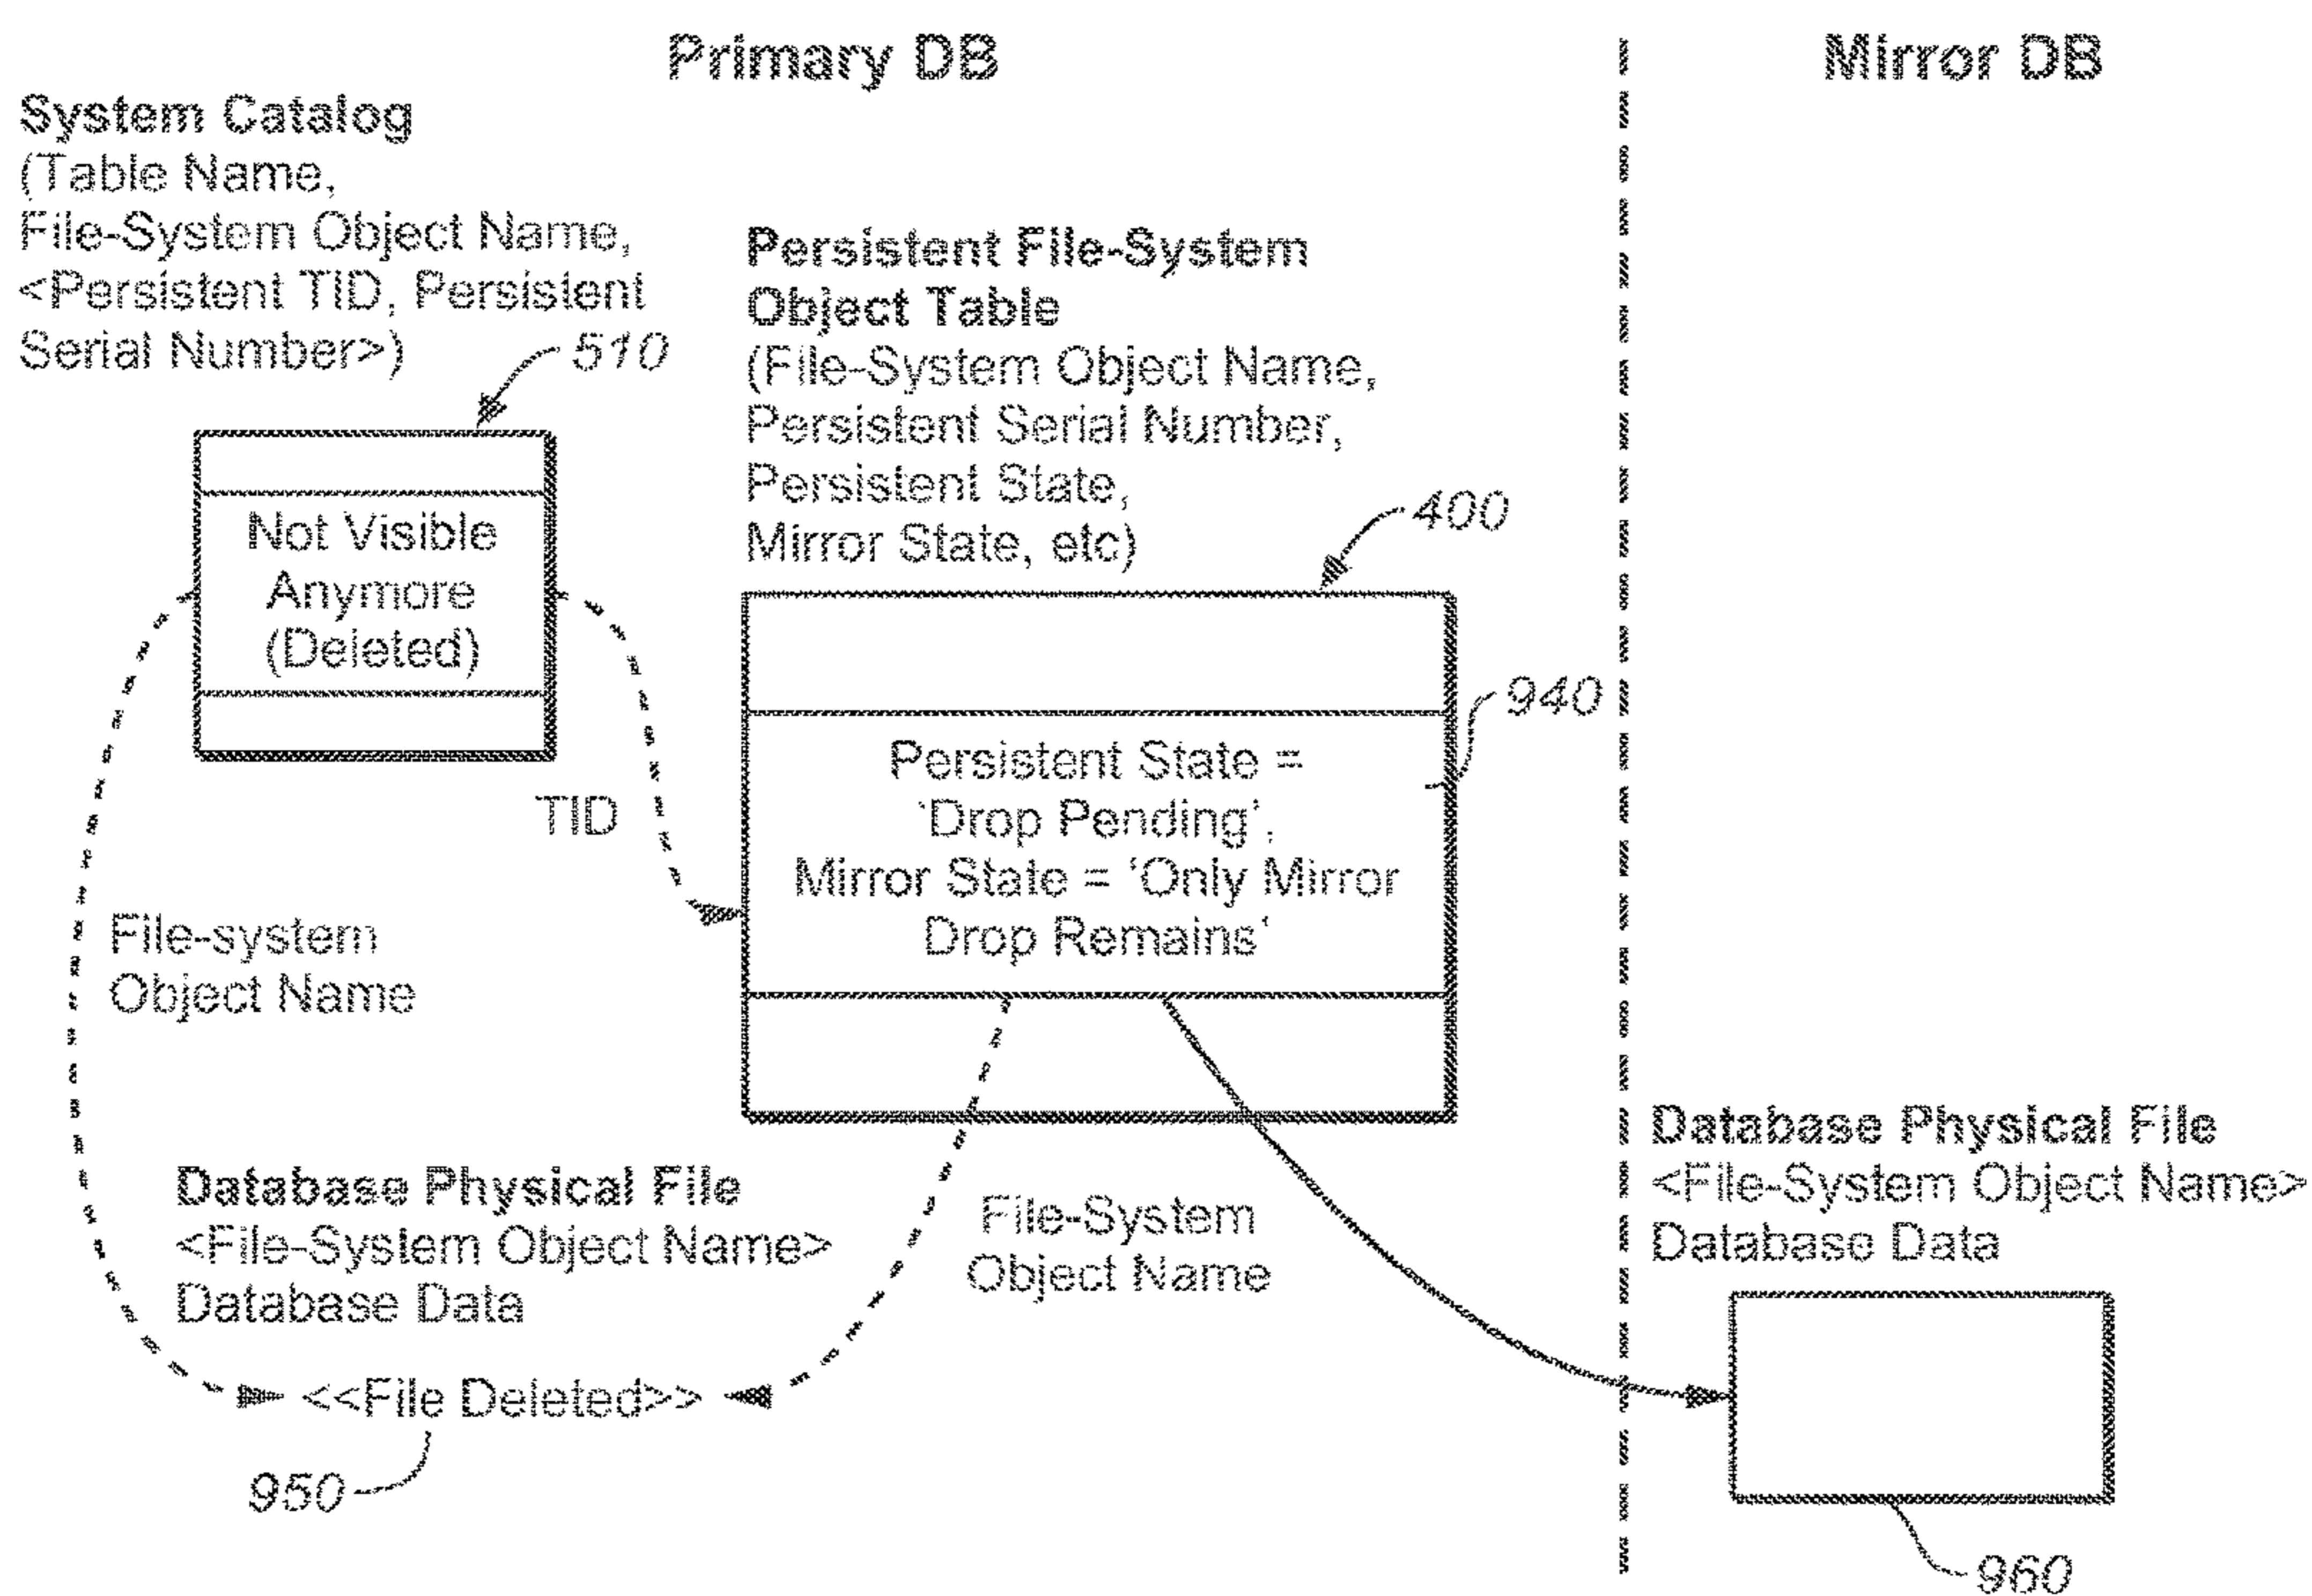 Primary DB
Mirror DB
System Catalog
(Table Name,
File-System Object Name,
<Persistent TID, Persistent
Serial Number>)
510
Not Visible
Anymore
(Deleted)
Persistent File-System
Object Table
(File-System Object Name,
Persistent Serial Number,
Persistent State,
Mirror State, etc)
400
940
Persistent State =
'Drop Pending',
Mirror State = 'Only Mirror
Drop Remains'
TID
File-system
Object Name
Database Physical File
<File-System Object Name>
Database Data
<<File Deleted>>
950
File-System
Object Name
Database Physical File
<File-System Object Name>
Database Data
960